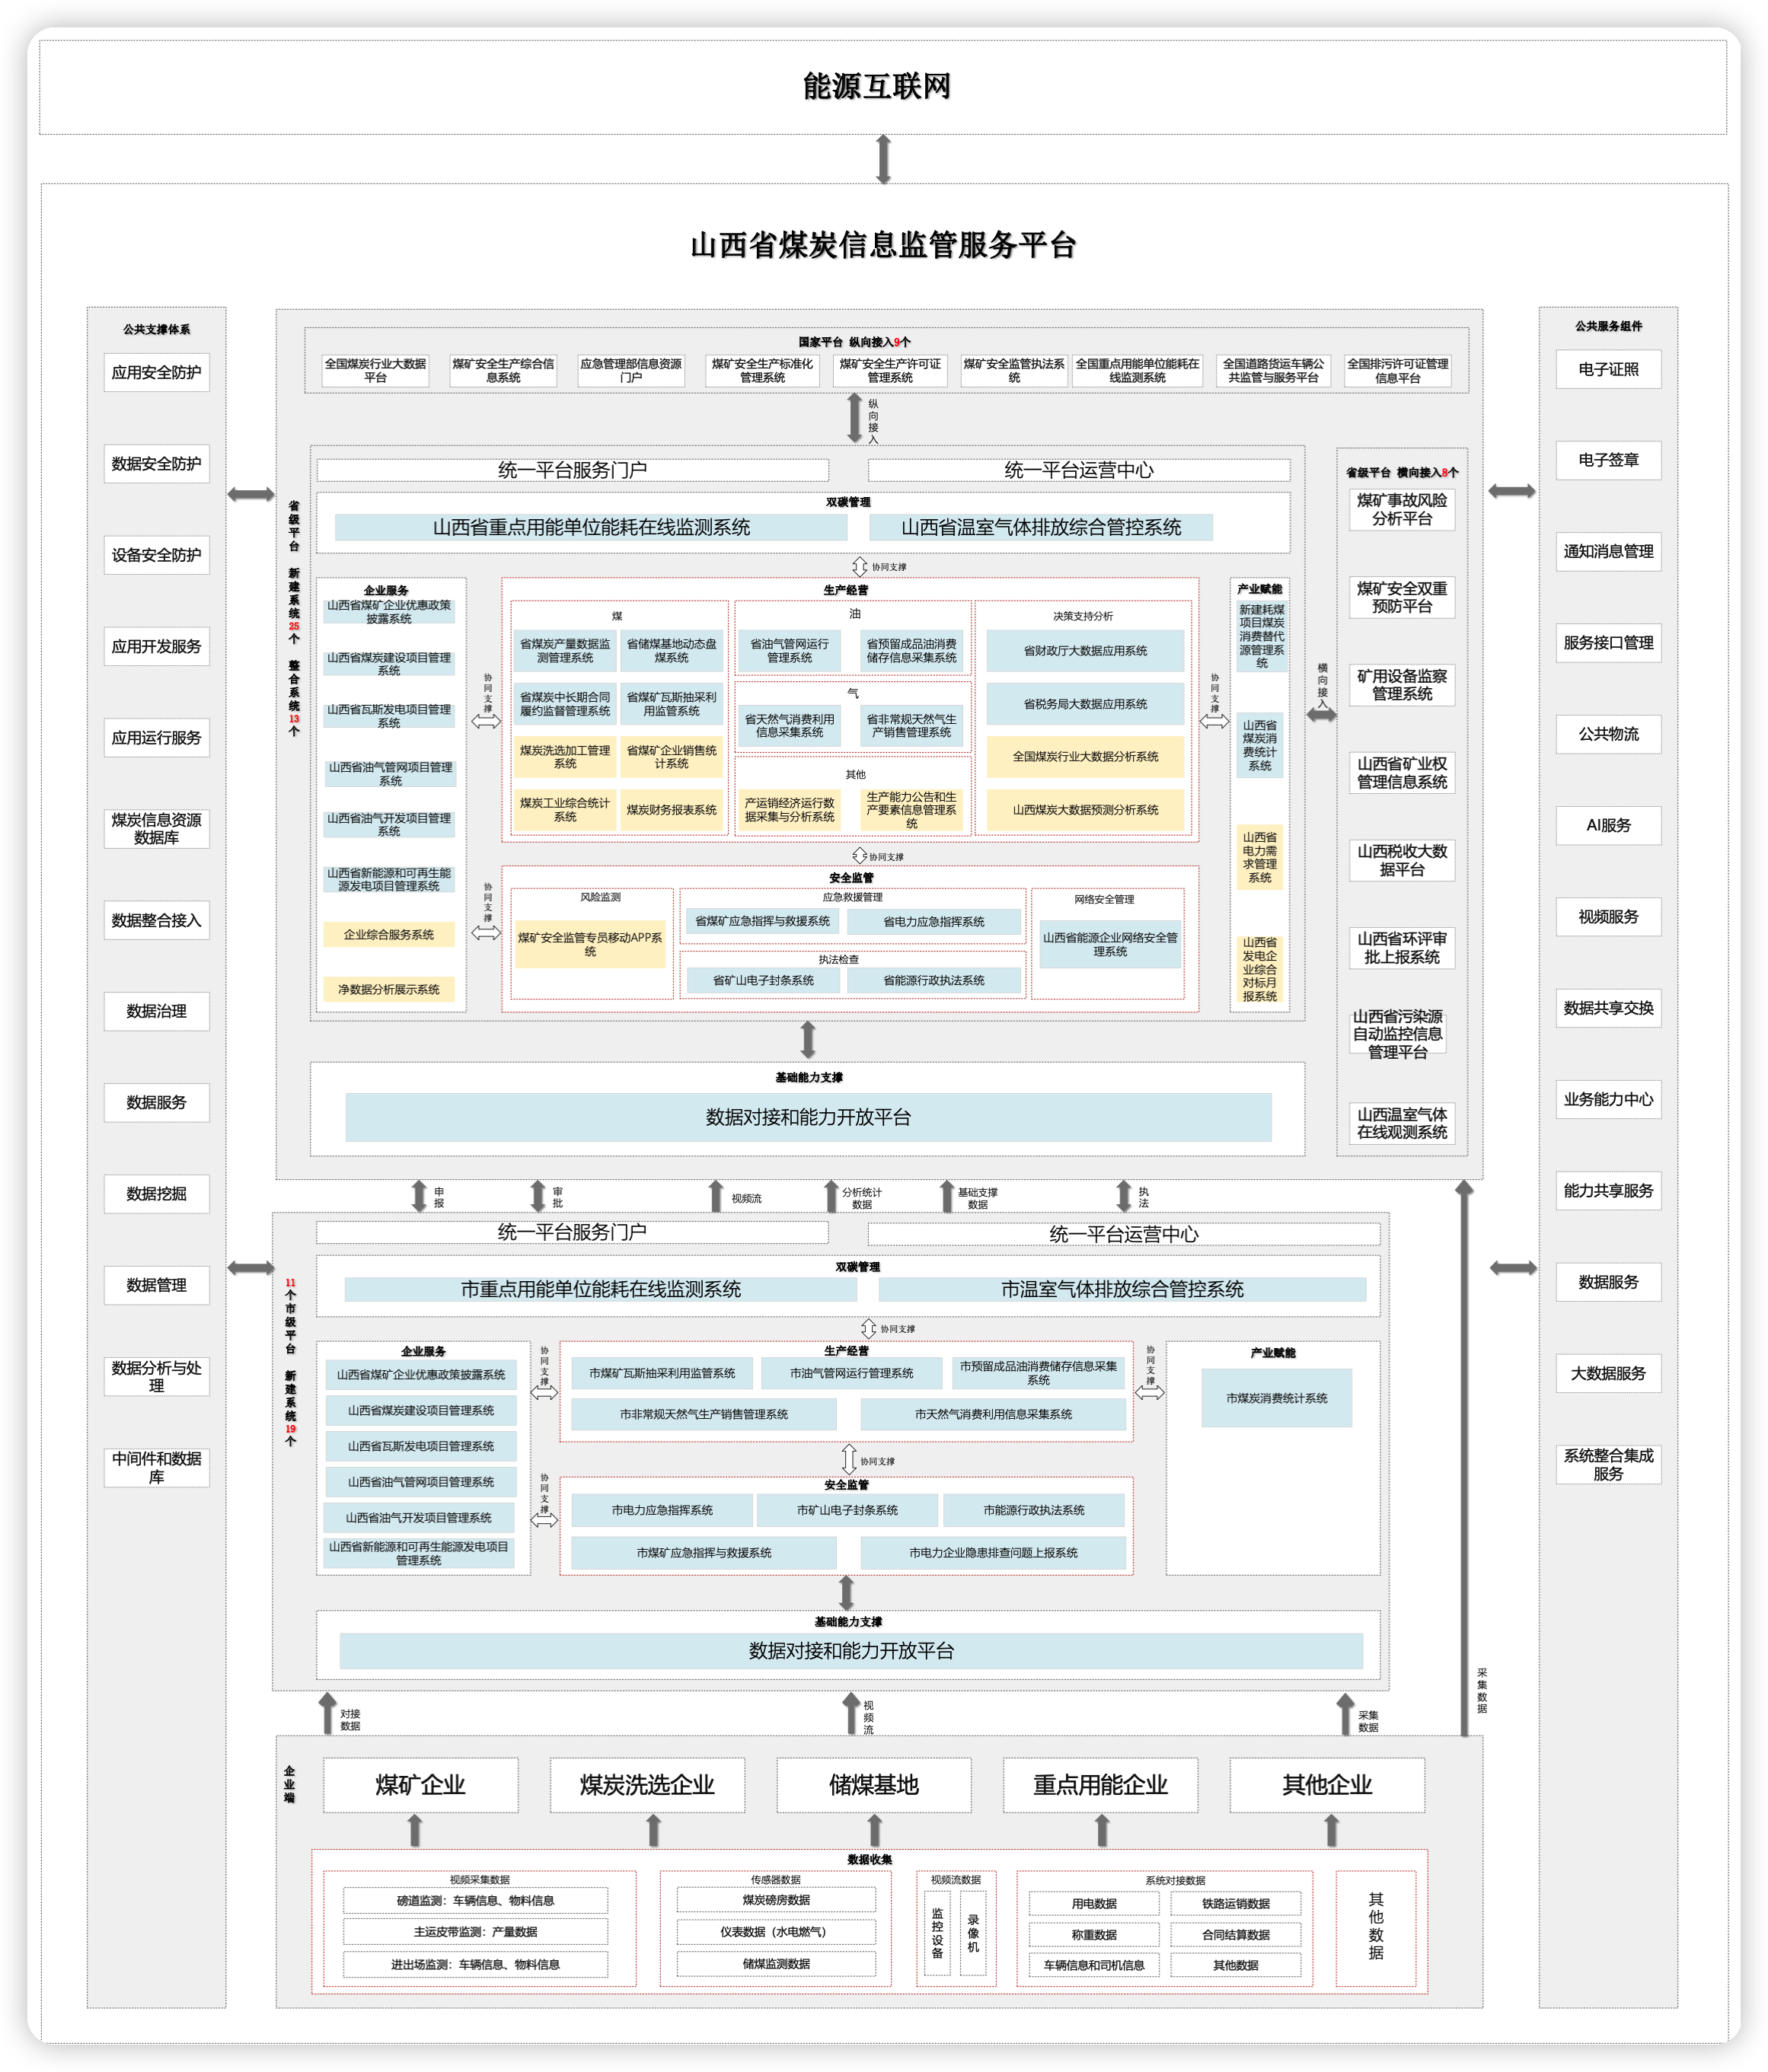 能源互联网
山西省煤炭信息监管服务平台
公共支撑体系
应用安全防护
数据安全防护
设备安全防护
应用开发服务
应用运行服务
煤炭信息资源
数据库
数据整合接入
数据治理
数据服务
数据挖掘
数据管理
数据分析与处
理
中间件和数据
库
国家平台 纵向接入9个
全国煤炭行业大数据
平台
煤矿安全生产综合信
息系统
应急管理部信息资源
门户
煤矿安全生产标准化
管理系统
煤矿安全生产许可证
管理系统
煤矿安全监管执法系
统
全国重点用能单位能耗在
线监测系统
全国道路货运车辆公
共监管与服务平台
全国排污许可证管理
信息平台
纵向接入
省级平台 新建系统25个 整合系统13个
统一平台服务门户
统一平台运营中心
双碳管理
山西省重点用能单位能耗在线监测系统
山西省温室气体排放综合管控系统
协同支撑
企业服务
山西省煤矿企业优惠政策
披露系统
山西省煤炭建设项目管理
系统
山西省瓦斯发电项目管理
系统
山西省油气管网项目管理
系统
山西省油气开发项目管理
系统
山西省新能源和可再生能
源发电项目管理系统
企业综合服务系统
净数据分析展示系统
协同支撑
协同支撑
生产经营
煤
省煤炭产量数据监
测管理系统
省储煤基地动态盘
煤系统
省煤炭中长期合同
履约监督管理系统
省煤矿瓦斯抽采利
用监管系统
煤炭洗选加工管理
系统
省煤矿企业销售统
计系统
煤炭工业综合统计
系统
煤炭财务报表系统
油
省油气管网运行
管理系统
省预留成品油消费
储存信息采集系统
气
省天然气消费利用
信息采集系统
省非常规天然气生
产销售管理系统
其他
产运销经济运行数
据采集与分析系统
生产能力公告和生
产要素信息管理系
统
决策支持分析
省财政厅大数据应用系统
省税务局大数据应用系统
全国煤炭行业大数据分析系统
山西煤炭大数据预测分析系统
协同支撑
协同支撑
安全监管
风险监测
煤矿安全监管专员移动APP系
统
应急救援管理
省煤矿应急指挥与救援系统
省电力应急指挥系统
执法检查
省矿山电子封条系统
省能源行政执法系统
网络安全管理
山西省能源企业网络安全管
理系统
产业赋能
新建耗煤
项目煤炭
消费替代
源管理系
统
山西省
煤炭消
费统计
系统
山西省
电力需
求管理
系统
山西省
发电企
业综合
对标月
报系统
横向接入
省级平台 横向接入8个
煤矿事故风险
分析平台
煤矿安全双重
预防平台
矿用设备监察
管理系统
山西省矿业权
管理信息系统
山西税收大数
据平台
山西省环评审
批上报系统
山西省污染源
自动监控信息
管理平台
山西温室气体
在线观测系统
基础能力支撑
数据对接和能力开放平台
公共服务组件
电子证照
电子签章
通知消息管理
服务接口管理
公共物流
AI服务
视频服务
数据共享交换
业务能力中心
能力共享服务
数据服务
大数据服务
系统整合集成
服务
申报
审批
视频流
分析统计
数据
基础支撑
数据
执法
11个市级平台 新建系统19个
统一平台服务门户
统一平台运营中心
双碳管理
市重点用能单位能耗在线监测系统
市温室气体排放综合管控系统
协同支撑
企业服务
山西省煤矿企业优惠政策披露系统
山西省煤炭建设项目管理系统
山西省瓦斯发电项目管理系统
山西省油气管网项目管理系统
山西省油气开发项目管理系统
山西省新能源和可再生能源发电项目
管理系统
协同支撑
协同支撑
生产经营
市煤矿瓦斯抽采利用监管系统
市油气管网运行管理系统
市预留成品油消费储存信息采集
系统
市非常规天然气生产销售管理系统
市天然气消费利用信息采集系统
协同支撑
协同支撑
安全监管
市电力应急指挥系统
市矿山电子封条系统
市能源行政执法系统
市煤矿应急指挥与救援系统
市电力企业隐患排查问题上报系统
产业赋能
市煤炭消费统计系统
基础能力支撑
数据对接和能力开放平台
对接
数据
视频流
采集
数据
采集数据
企业端
煤矿企业
煤炭洗选企业
储煤基地
重点用能企业
其他企业
数据收集
视频采集数据
磅道监测：车辆信息、物料信息
主运皮带监测：产量数据
进出场监测：车辆信息、物料信息
传感器数据
煤炭磅房数据
仪表数据（水电燃气）
储煤监测数据
视频流数据
监控设备
录像机
系统对接数据
用电数据
铁路运销数据
称重数据
合同结算数据
车辆信息和司机信息
其他数据
其他数据